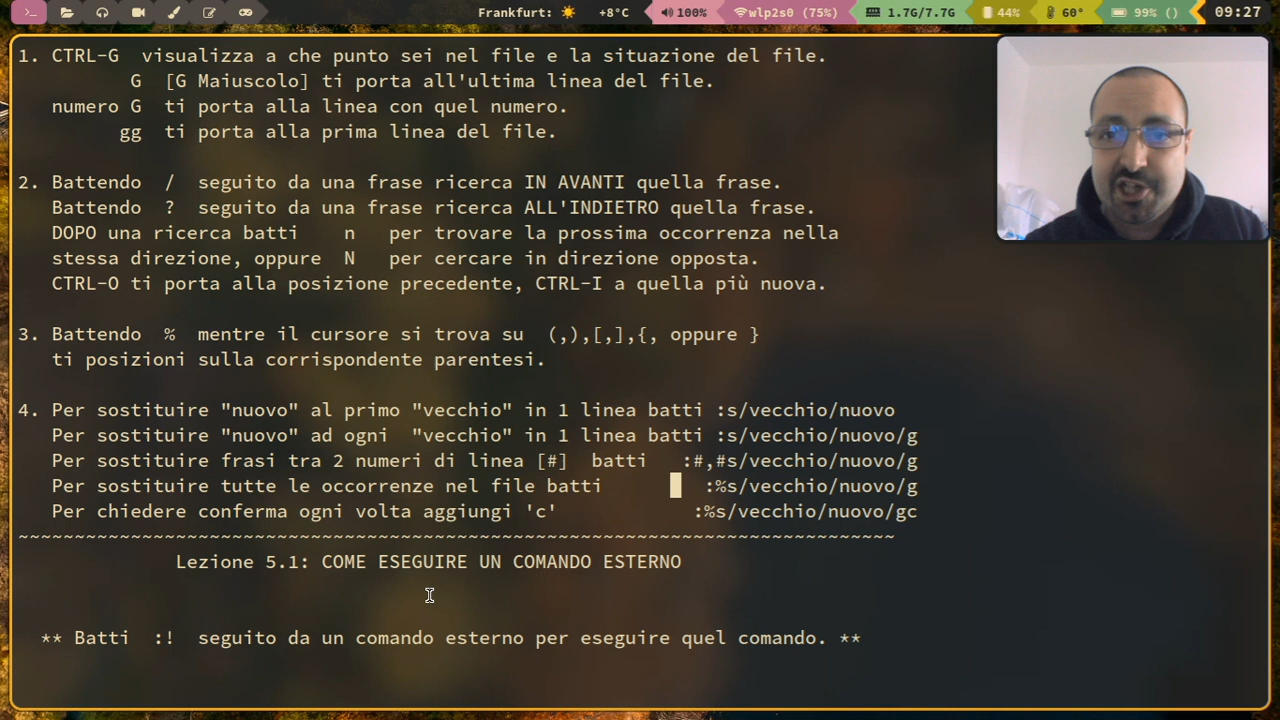 Frankfurt: +8°C 100% wlp2s0 (75%) 1.7G/7.7G 44% 60° 99% () 09:27
1. CTRL-G visualizza a che punto sei nel file e la situazione del file.
G [G Maiuscolo] ti porta all'ultima linea del file.
numero G ti porta alla linea con quel numero.
gg ti porta alla prima linea del file.
2. Battendo / seguito da una frase ricerca IN AVANTI quella frase.
Battendo ? seguito da una frase ricerca ALL'INDIETRO quella frase.
DOPO una ricerca batti n per trovare la prossima occorrenza nella
stessa direzione, oppure N per cercare in direzione opposta.
CTRL-O ti porta alla posizione precedente, CTRL-I a quella più nuova.
3. Battendo % mentre il cursore si trova su (,),[,],{, oppure }
ti posizioni sulla corrispondente parentesi.
4. Per sostituire "nuovo" al primo "vecchio" in 1 linea batti :s/vecchio/nuovo
Per sostituire "nuovo" ad ogni "vecchio" in 1 linea batti :s/vecchio/nuovo/g
Per sostituire frasi tra 2 numeri di linea [#] batti :#,#s/vecchio/nuovo/g
Per sostituire tutte le occorrenze nel file batti :%s/vecchio/nuovo/g
Per chiedere conferma ogni volta aggiungi 'c' :%s/vecchio/nuovo/gc
~~~~~~~~~~~~~~~~~~~~~~~~~~~~~~~~~~~~~~~~~~~~~~~~~~~~~~~~~~~~~~~~~~~~~~~~~~~~~~
Lezione 5.1: COME ESEGUIRE UN COMANDO ESTERNO
** Batti :! seguito da un comando esterno per eseguire quel comando. **